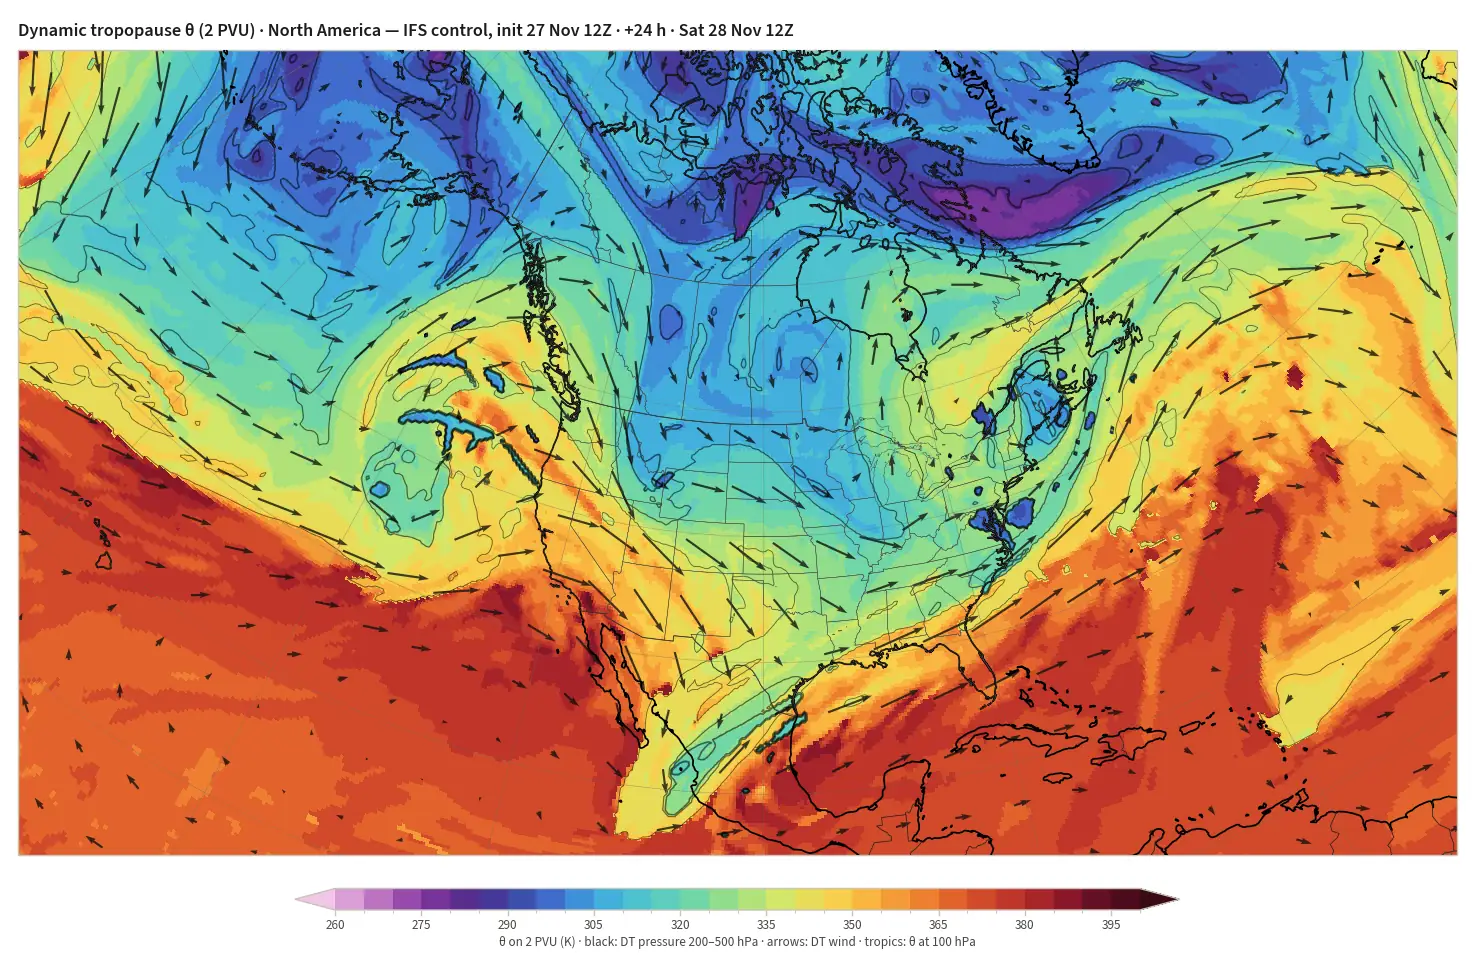 Dynamic tropopause θ (2 PVU) · North America — IFS control, init 27 Nov 12Z · +24 h · Sat 28 Nov 12Z
260 275 290 305 320 335 350 365 380 395
θ on 2 PVU (K) · black: DT pressure 200–500 hPa · arrows: DT wind · tropics: θ at 100 hPa